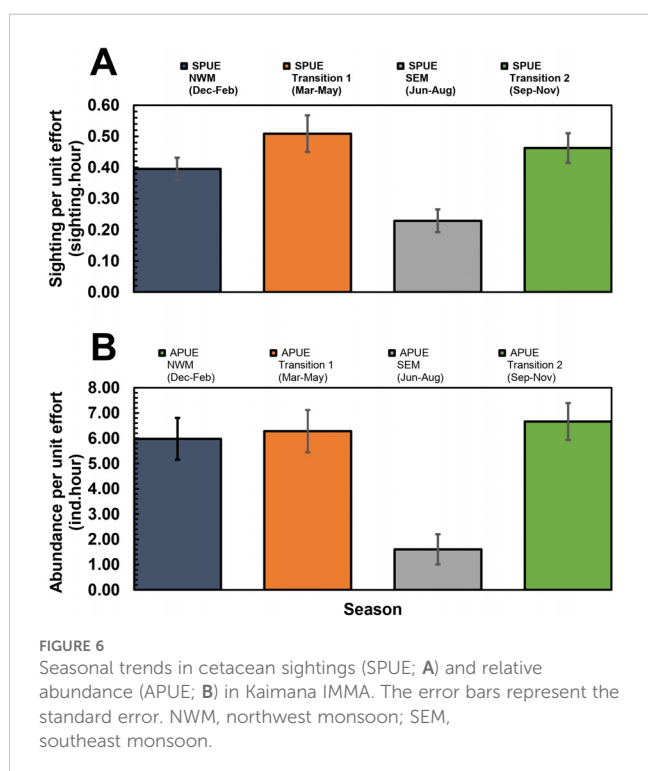 A
SPUE NWM (Dec-Feb)
SPUE Transition 1 (Mar-May)
SPUE SEM (Jun-Aug)
SPUE Transition 2 (Sep-Nov)
Sighting per unit effort
(sighting.hour)
0.60
0.50
0.40
0.30
0.20
0.10
0.00
B
APUE NWM (Dec-Feb)
APUE Transition 1 (Mar-May)
APUE SEM (Jun-Aug)
APUE Transition 2 (Sep-Nov)
Abundance per unit effort
(ind.hour)
8.00
7.00
6.00
5.00
4.00
3.00
2.00
1.00
0.00
Season
FIGURE 6
Seasonal trends in cetacean sightings (SPUE; A) and relative
abundance (APUE; B) in Kaimana IMMA. The error bars represent the
standard error. NWM, northwest monsoon; SEM,
southeast monsoon.